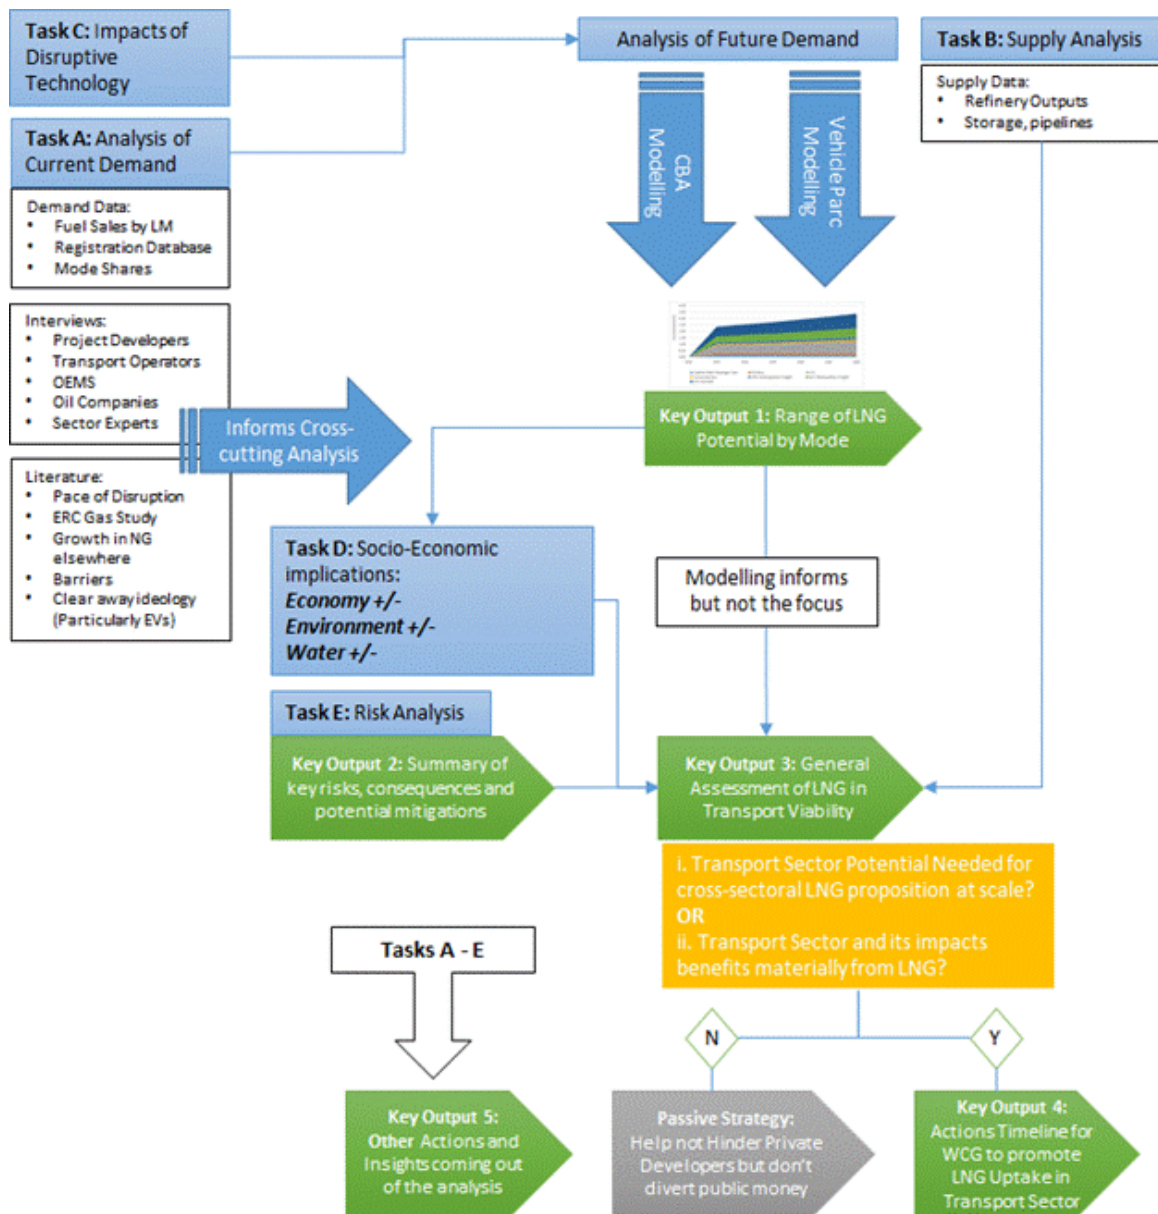 Task C: Impacts of
Disruptive
Technology
Analysis of Future Demand
Task B: Supply Analysis
Supply Data:
• Refinery Outputs
• Storage, pipelines
Task A: Analysis of
Current Demand
Demand Data:
• Fuel Sales by LM
• Registration Database
• Mode Shares
CBA
Modelling
Vehicle Parc
Modelling
Interviews:
• Project Developers
• Transport Operators
• OEMS
• Oil Companies
• Sector Experts
Informs Cross-
cutting Analysis
Literature:
• Pace of Disruption
• ERC Gas Study
• Growth in NG
elsewhere
• Barriers
• Clear away ideology
(Particularly EVs)
Key Output 1: Range of LNG
Potential by Mode
Task D: Socio-Economic
implications:
Economy +/-
Environment +/-
Water +/-
Modelling informs
but not the focus
Task E: Risk Analysis
Key Output 2: Summary of
key risks, consequences and
potential mitigations
Key Output 3: General
Assessment of LNG in
Transport Viability
i. Transport Sector Potential Needed for
cross-sectoral LNG proposition at scale?
OR
ii. Transport Sector and its impacts
benefits materially from LNG?
Tasks A - E
N
Y
Key Output 5:
Other Actions and
Insights coming out
of the analysis
Passive Strategy:
Help not Hinder Private
Developers but don't
divert public money
Key Output 4:
Actions Timeline for
WCG to promote
LNG Uptake in
Transport Sector